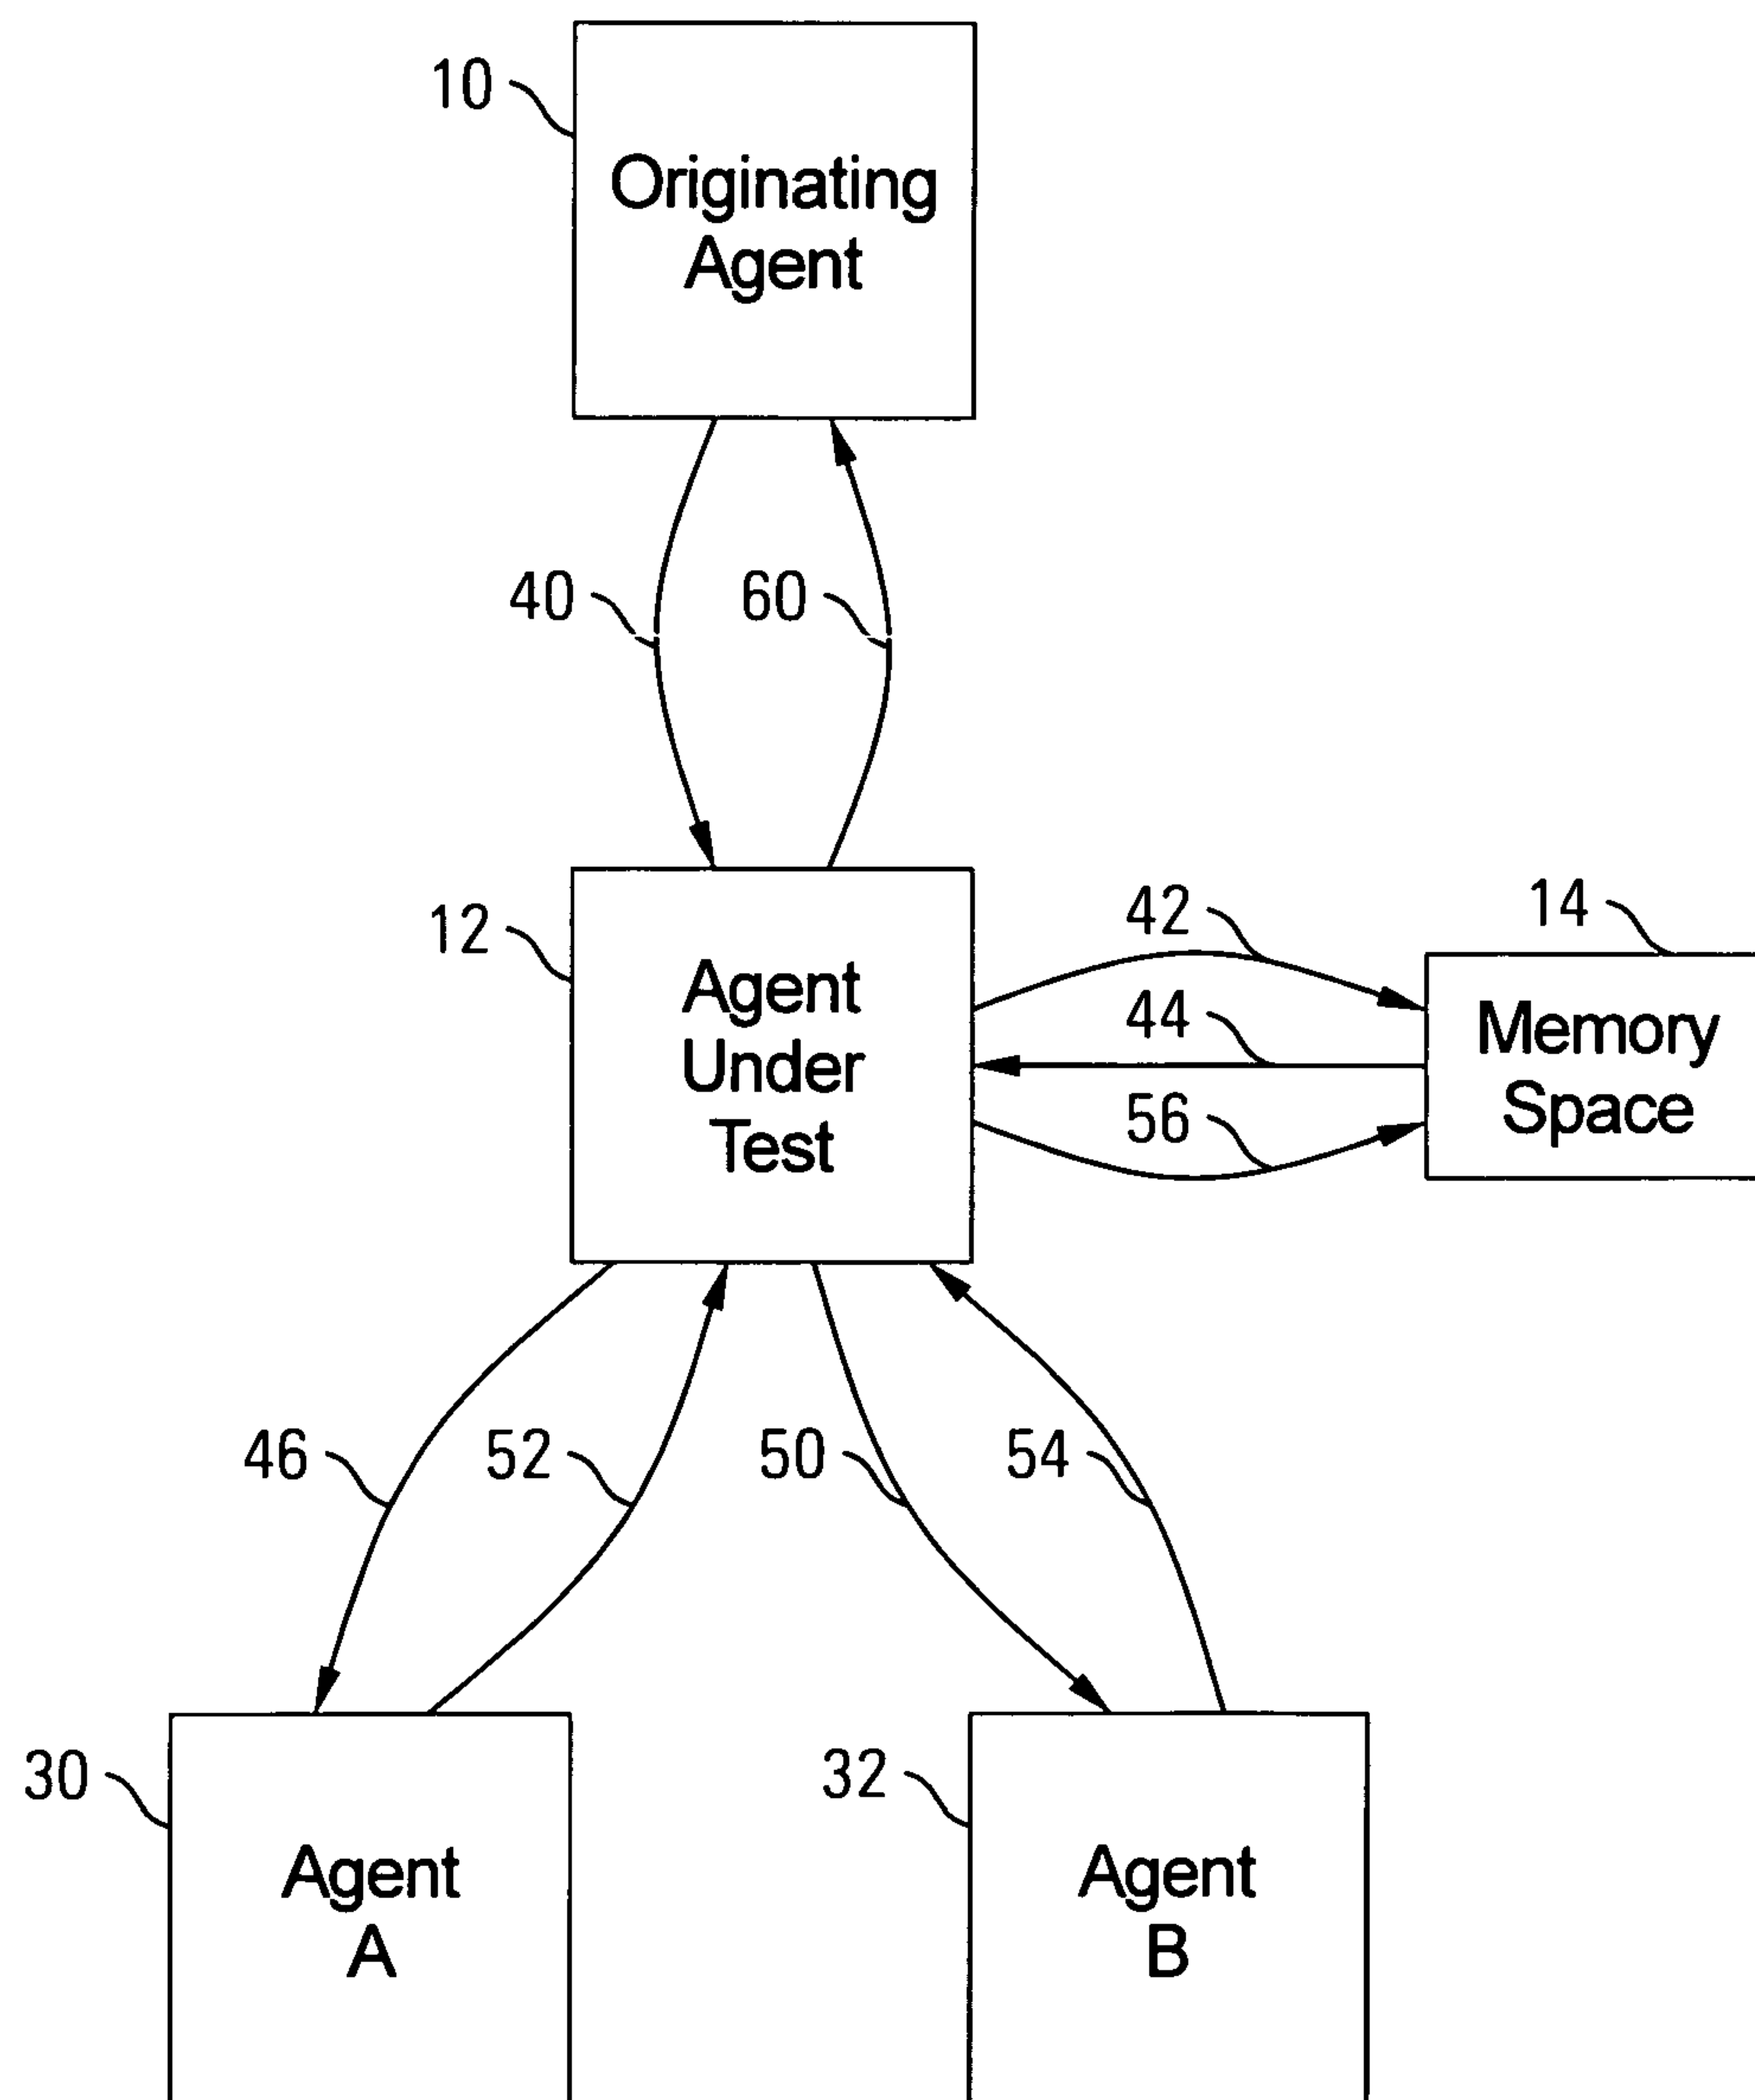 10
Originating
Agent
40
60
12
Agent
Under
Test
42
14
44
Memory
Space
56
46
52
50
54
30
32
Agent
A
Agent
B